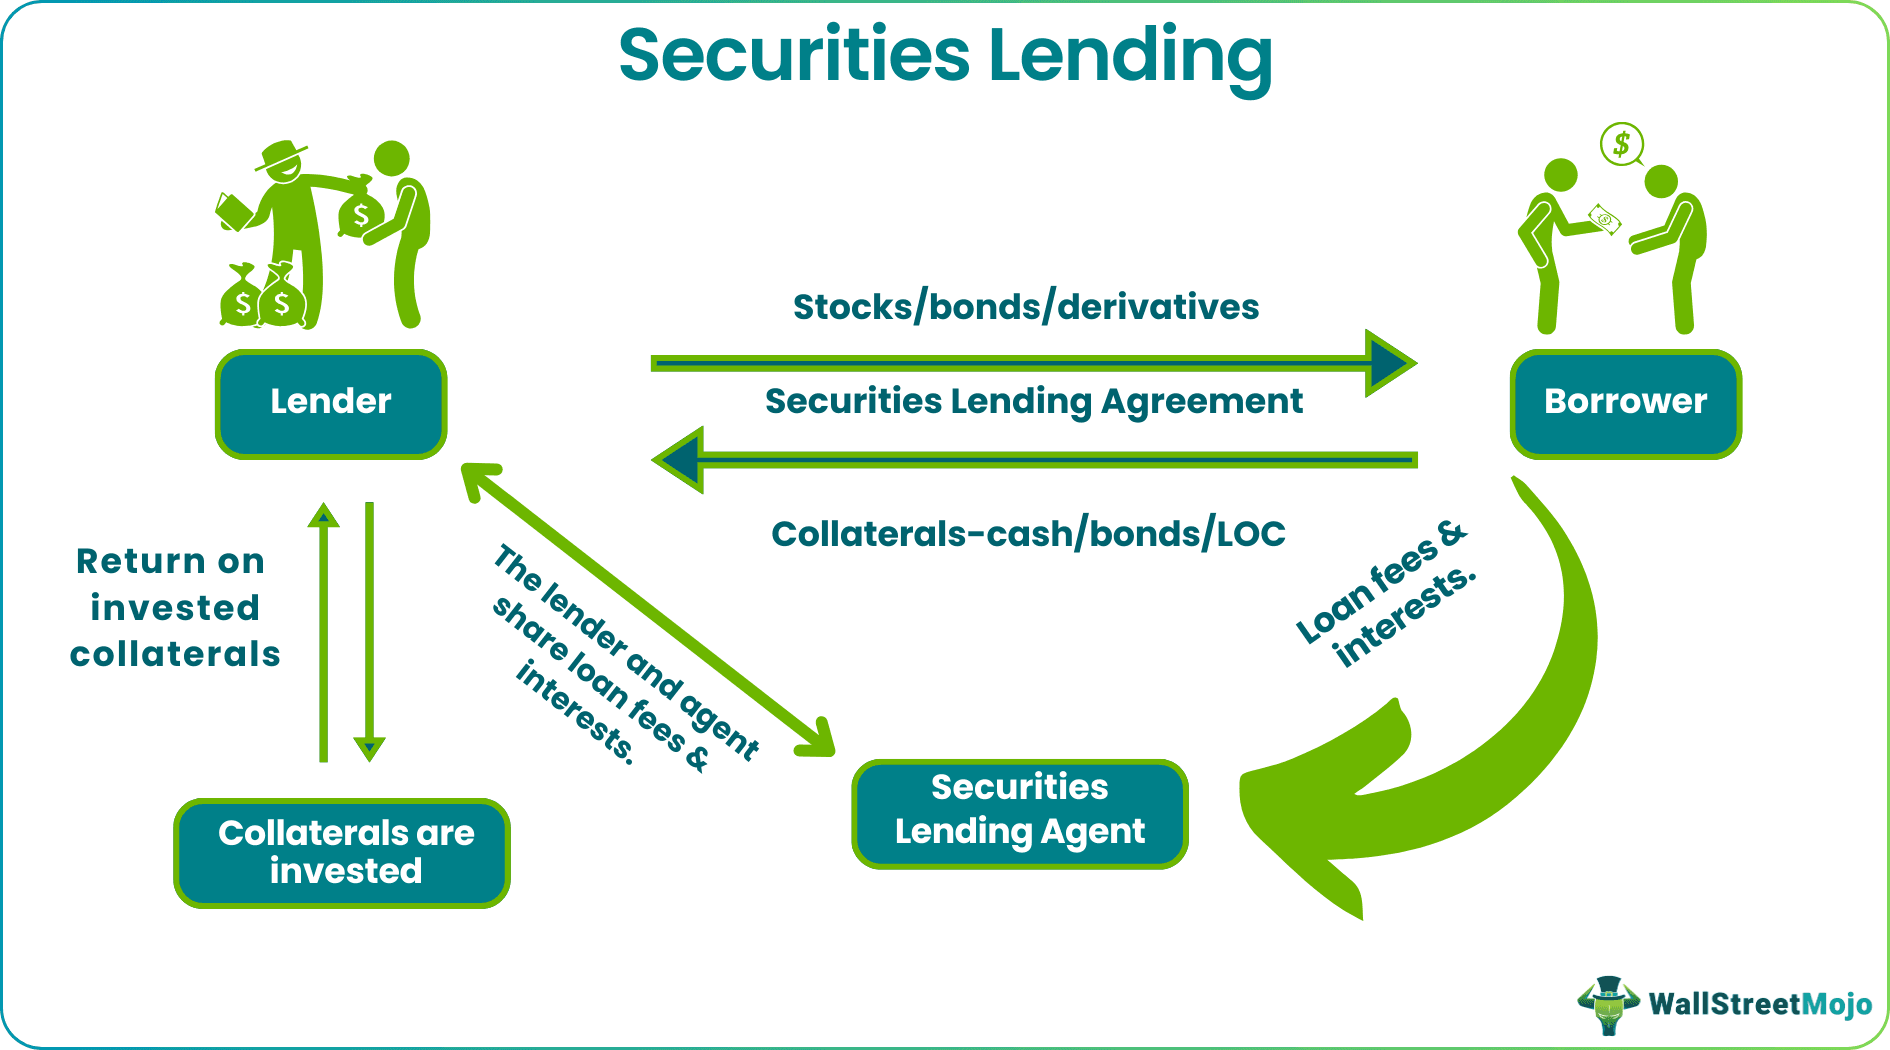 Securities Lending
$
$
$ $
$
Stocks/bonds/derivatives
Lender
Securities Lending Agreement
Borrower
Collaterals-cash/bonds/LOC
Return on
invested
collaterals
The lender and agent
share loan fees &
interests.
Loan fees &
interests.
Securities
Lending Agent
Collaterals are
invested
WallStreetMojo